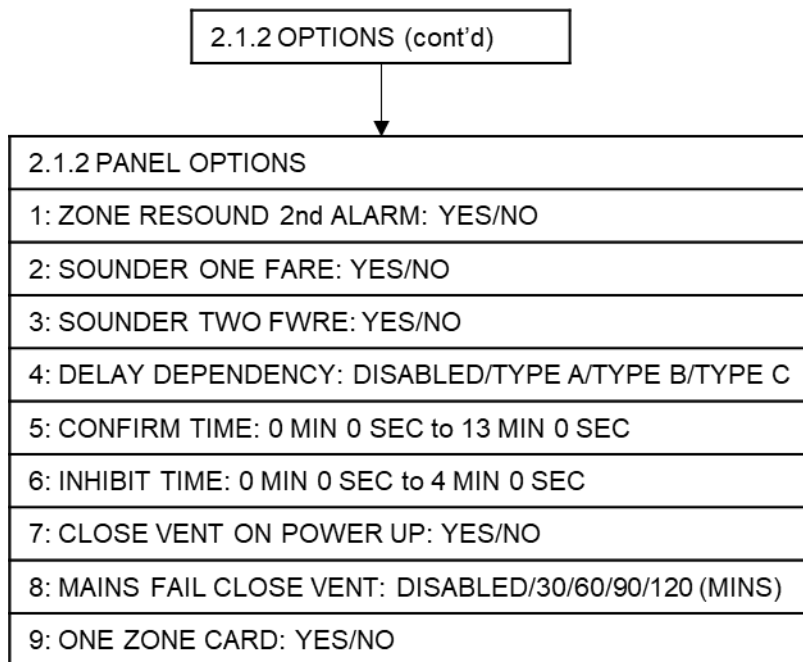 2.1.2 OPTIONS (cont’d)
2.1.2 PANEL OPTIONS
1: ZONE RESOUND 2nd ALARM: YES/NO
2: SOUNDER ONE FARE: YES/NO
3: SOUNDER TWO FWRE: YES/NO
4: DELAY DEPENDENCY: DISABLED/TYPE A/TYPE B/TYPE C
5: CONFIRM TIME: 0 MIN 0 SEC to 13 MIN 0 SEC
6: INHIBIT TIME: 0 MIN 0 SEC to 4 MIN 0 SEC
7: CLOSE VENT ON POWER UP: YES/NO
8: MAINS FAIL CLOSE VENT: DISABLED/30/60/90/120 (MINS)
9: ONE ZONE CARD: YES/NO